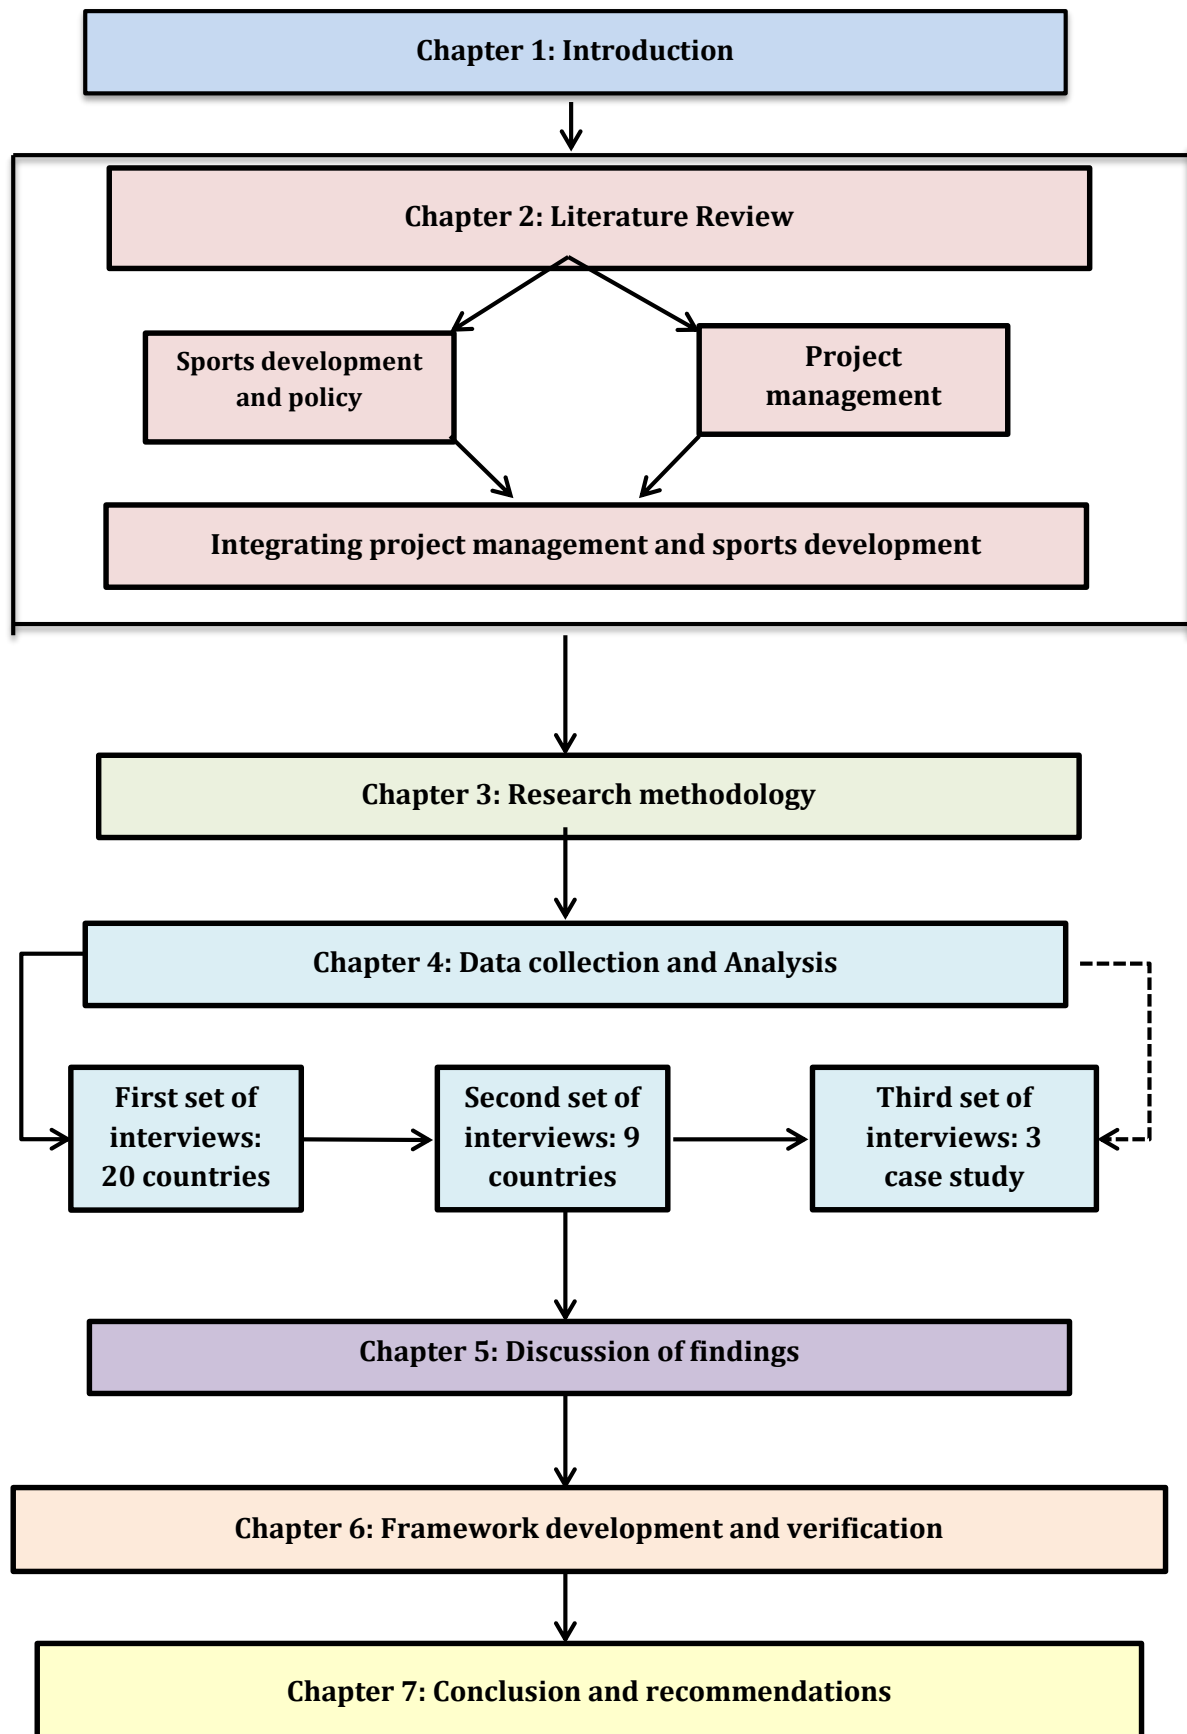 Chapter 1: Introduction
Chapter 2: Literature Review
Sports development
and policy
Project
management
Integrating project management and sports development
Chapter 3: Research methodology
Chapter 4: Data collection and Analysis
First set of
interviews:
20 countries
Second set of
interviews: 9
countries
Third set of
interviews: 3
case study
Chapter 5: Discussion of findings
Chapter 6: Framework development and verification
Chapter 7: Conclusion and recommendations